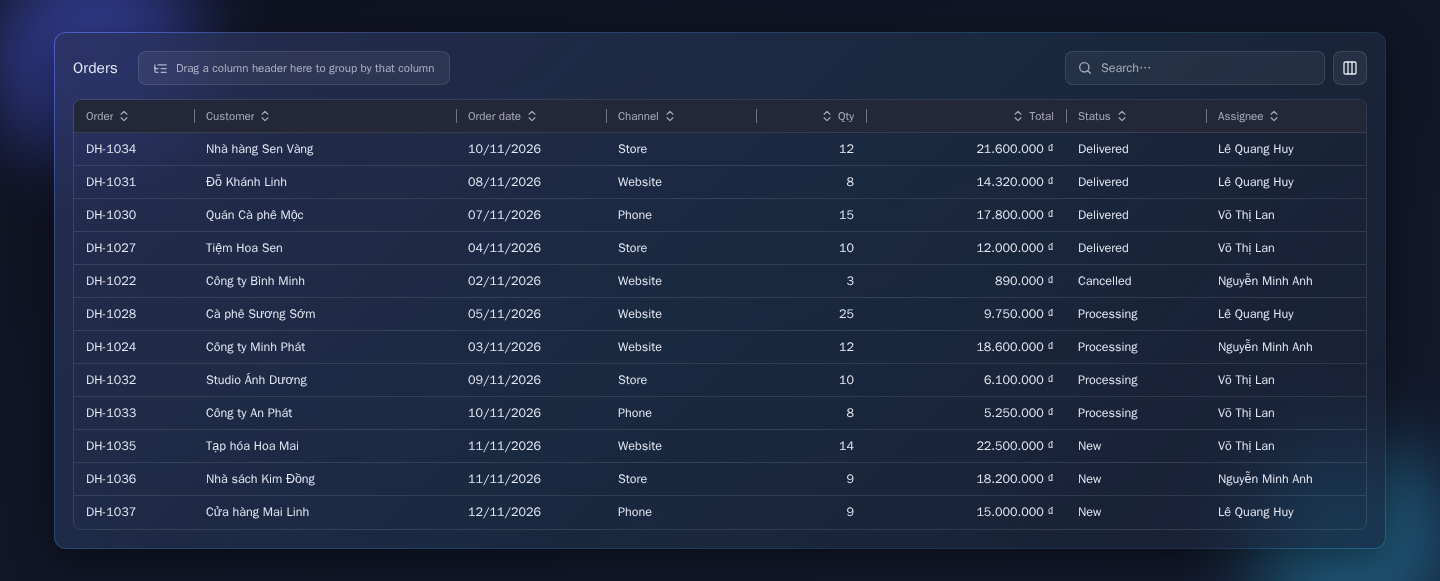 Orders Drag a column header here to group by that column Search···
Order Customer Order date Channel Qty Total Status Assignee
DH-1034 Nhà hàng Sen Vàng 10/11/2026 Store 12 21.600.000 ₫ Delivered Lê Quang Huy
DH-1031 Đỗ Khánh Linh 08/11/2026 Website 8 14.320.000 ₫ Delivered Lê Quang Huy
DH-1030 Quán Cà phê Mộc 07/11/2026 Phone 15 17.800.000 ₫ Delivered Võ Thị Lan
DH-1027 Tiệm Hoa Sen 04/11/2026 Store 10 12.000.000 ₫ Delivered Võ Thị Lan
DH-1022 Công ty Bình Minh 02/11/2026 Website 3 890.000 ₫ Cancelled Nguyễn Minh Anh
DH-1028 Cà phê Sương Sớm 05/11/2026 Website 25 9.750.000 ₫ Processing Lê Quang Huy
DH-1024 Công ty Minh Phát 03/11/2026 Website 12 18.600.000 ₫ Processing Nguyễn Minh Anh
DH-1032 Studio Ánh Dương 09/11/2026 Store 10 6.100.000 ₫ Processing Võ Thị Lan
DH-1033 Công ty An Phát 10/11/2026 Phone 8 5.250.000 ₫ Processing Võ Thị Lan
DH-1035 Tạp hóa Hoa Mai 11/11/2026 Website 14 22.500.000 ₫ New Võ Thị Lan
DH-1036 Nhà sách Kim Đồng 11/11/2026 Store 9 18.200.000 ₫ New Nguyễn Minh Anh
DH-1037 Cửa hàng Mai Linh 12/11/2026 Phone 9 15.000.000 ₫ New Lê Quang Huy